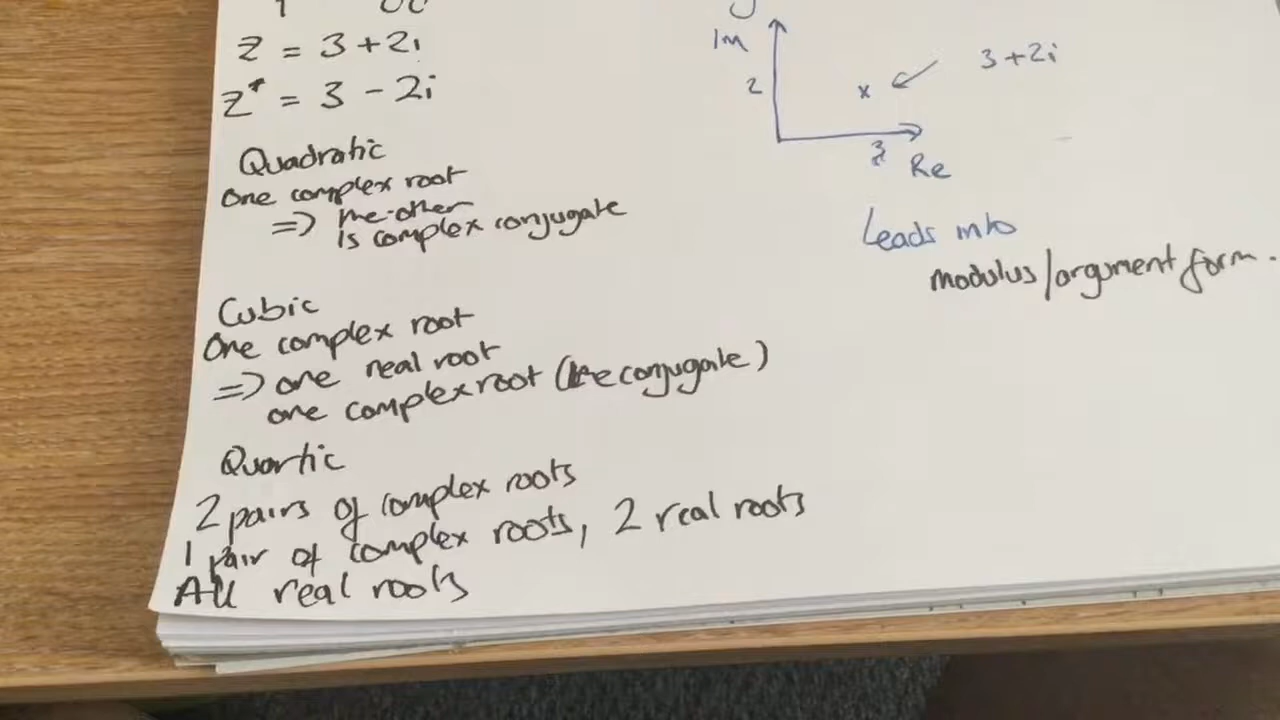 z = 3 + 2i
z* = 3 - 2i
Quadratic
One complex root
=> the other
is complex conjugate
Cubic
One complex root
=> one real root
one complex root (the conjugate)
Quartic
2 pairs of complex roots
1 pair of complex roots, 2 real roots
All real roots
Im
2
x
3+2i
3
Re
Leads into
modulus/argument form.